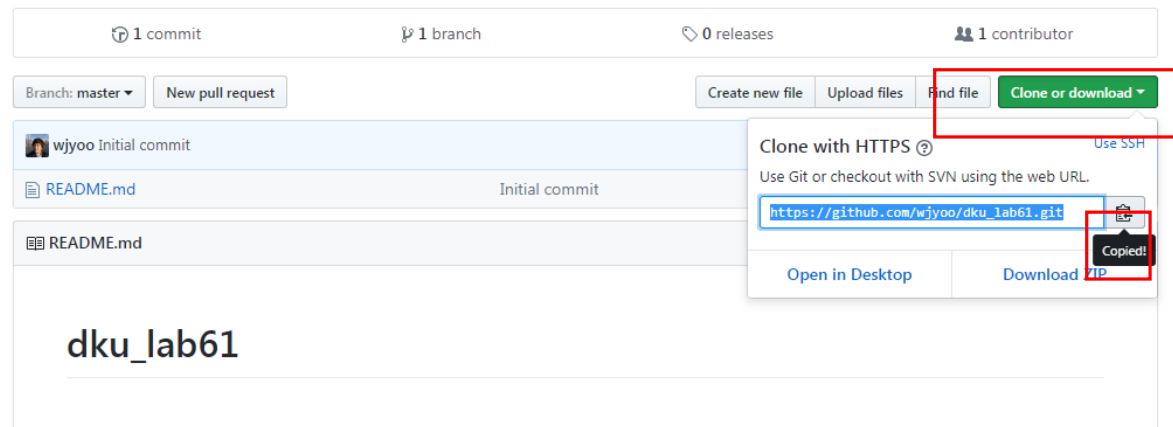 1 commit 1 branch 0 releases 1 contributor
Branch: master New pull request Create new file Upload files Find file Clone or download
wjyoo Initial commit
README.md Initial commit
Clone with HTTPS Use SSH
Use Git or checkout with SVN using the web URL.
https://github.com/wjyoo/dku_lab61.git
Copied!
Open in Desktop Download ZIP
README.md
dku_lab61